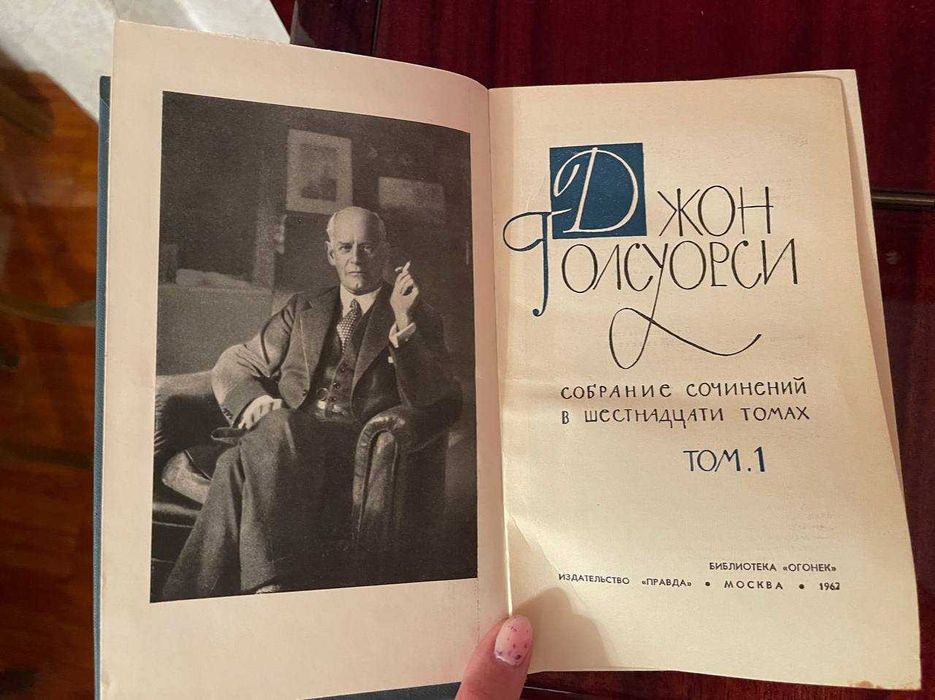 ДЖОН
ГОЛСУОРСИ
СОБРАНИЕ СОЧИНЕНИЙ
В ШЕСТНАДЦАТИ ТОМАХ
ТОМ.1
БИБЛИОТЕКА «ОГОНЕК»
ИЗДАТЕЛЬСТВО «ПРАВДА» • МОСКВА • 1962